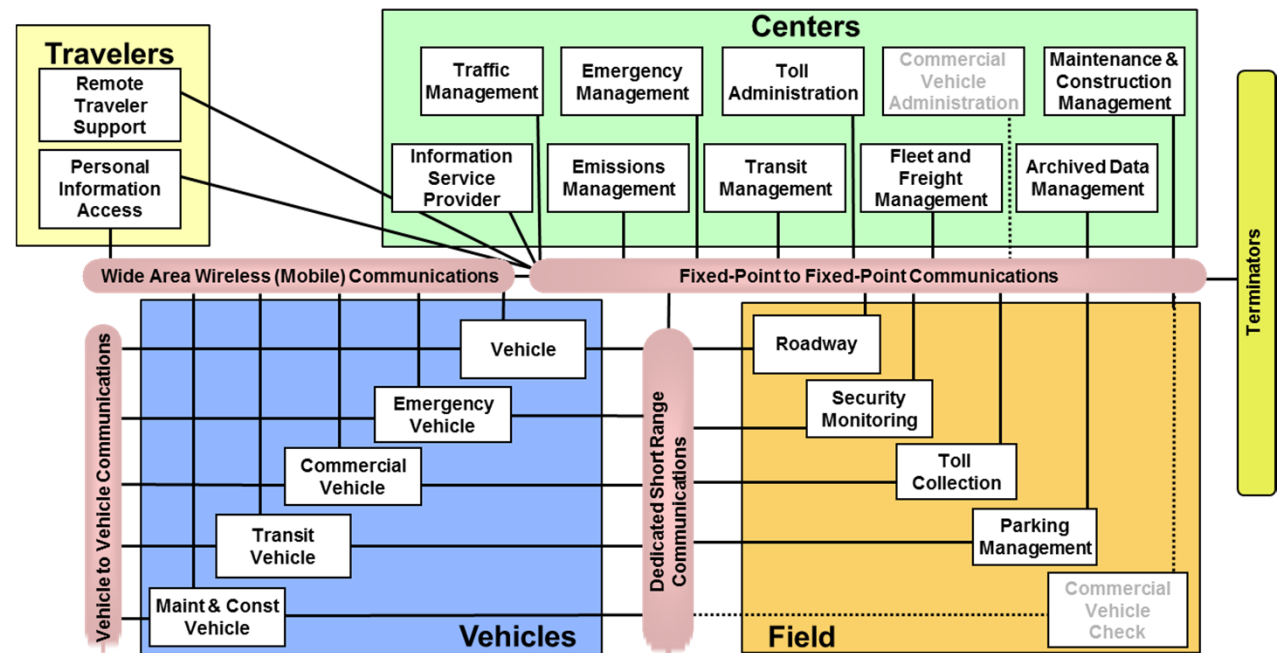 Travelers
Remote
Traveler
Support
Personal
Information
Access
Centers
Traffic
Management
Emergency
Management
Toll
Administration
Commercial
Vehicle
Administration
Maintenance &
Construction
Management
Information
Service
Provider
Emissions
Management
Transit
Management
Fleet and
Freight
Management
Archived Data
Management
Terminators
Wide Area Wireless (Mobile) Communications
Fixed-Point to Fixed-Point Communications
Vehicle to Vehicle Communications
Vehicle
Emergency
Vehicle
Commercial
Vehicle
Transit
Vehicle
Maint & Const
Vehicle
Vehicles
Dedicated Short Range
Communications
Roadway
Security
Monitoring
Toll
Collection
Parking
Management
Commercial
Vehicle
Check
Field